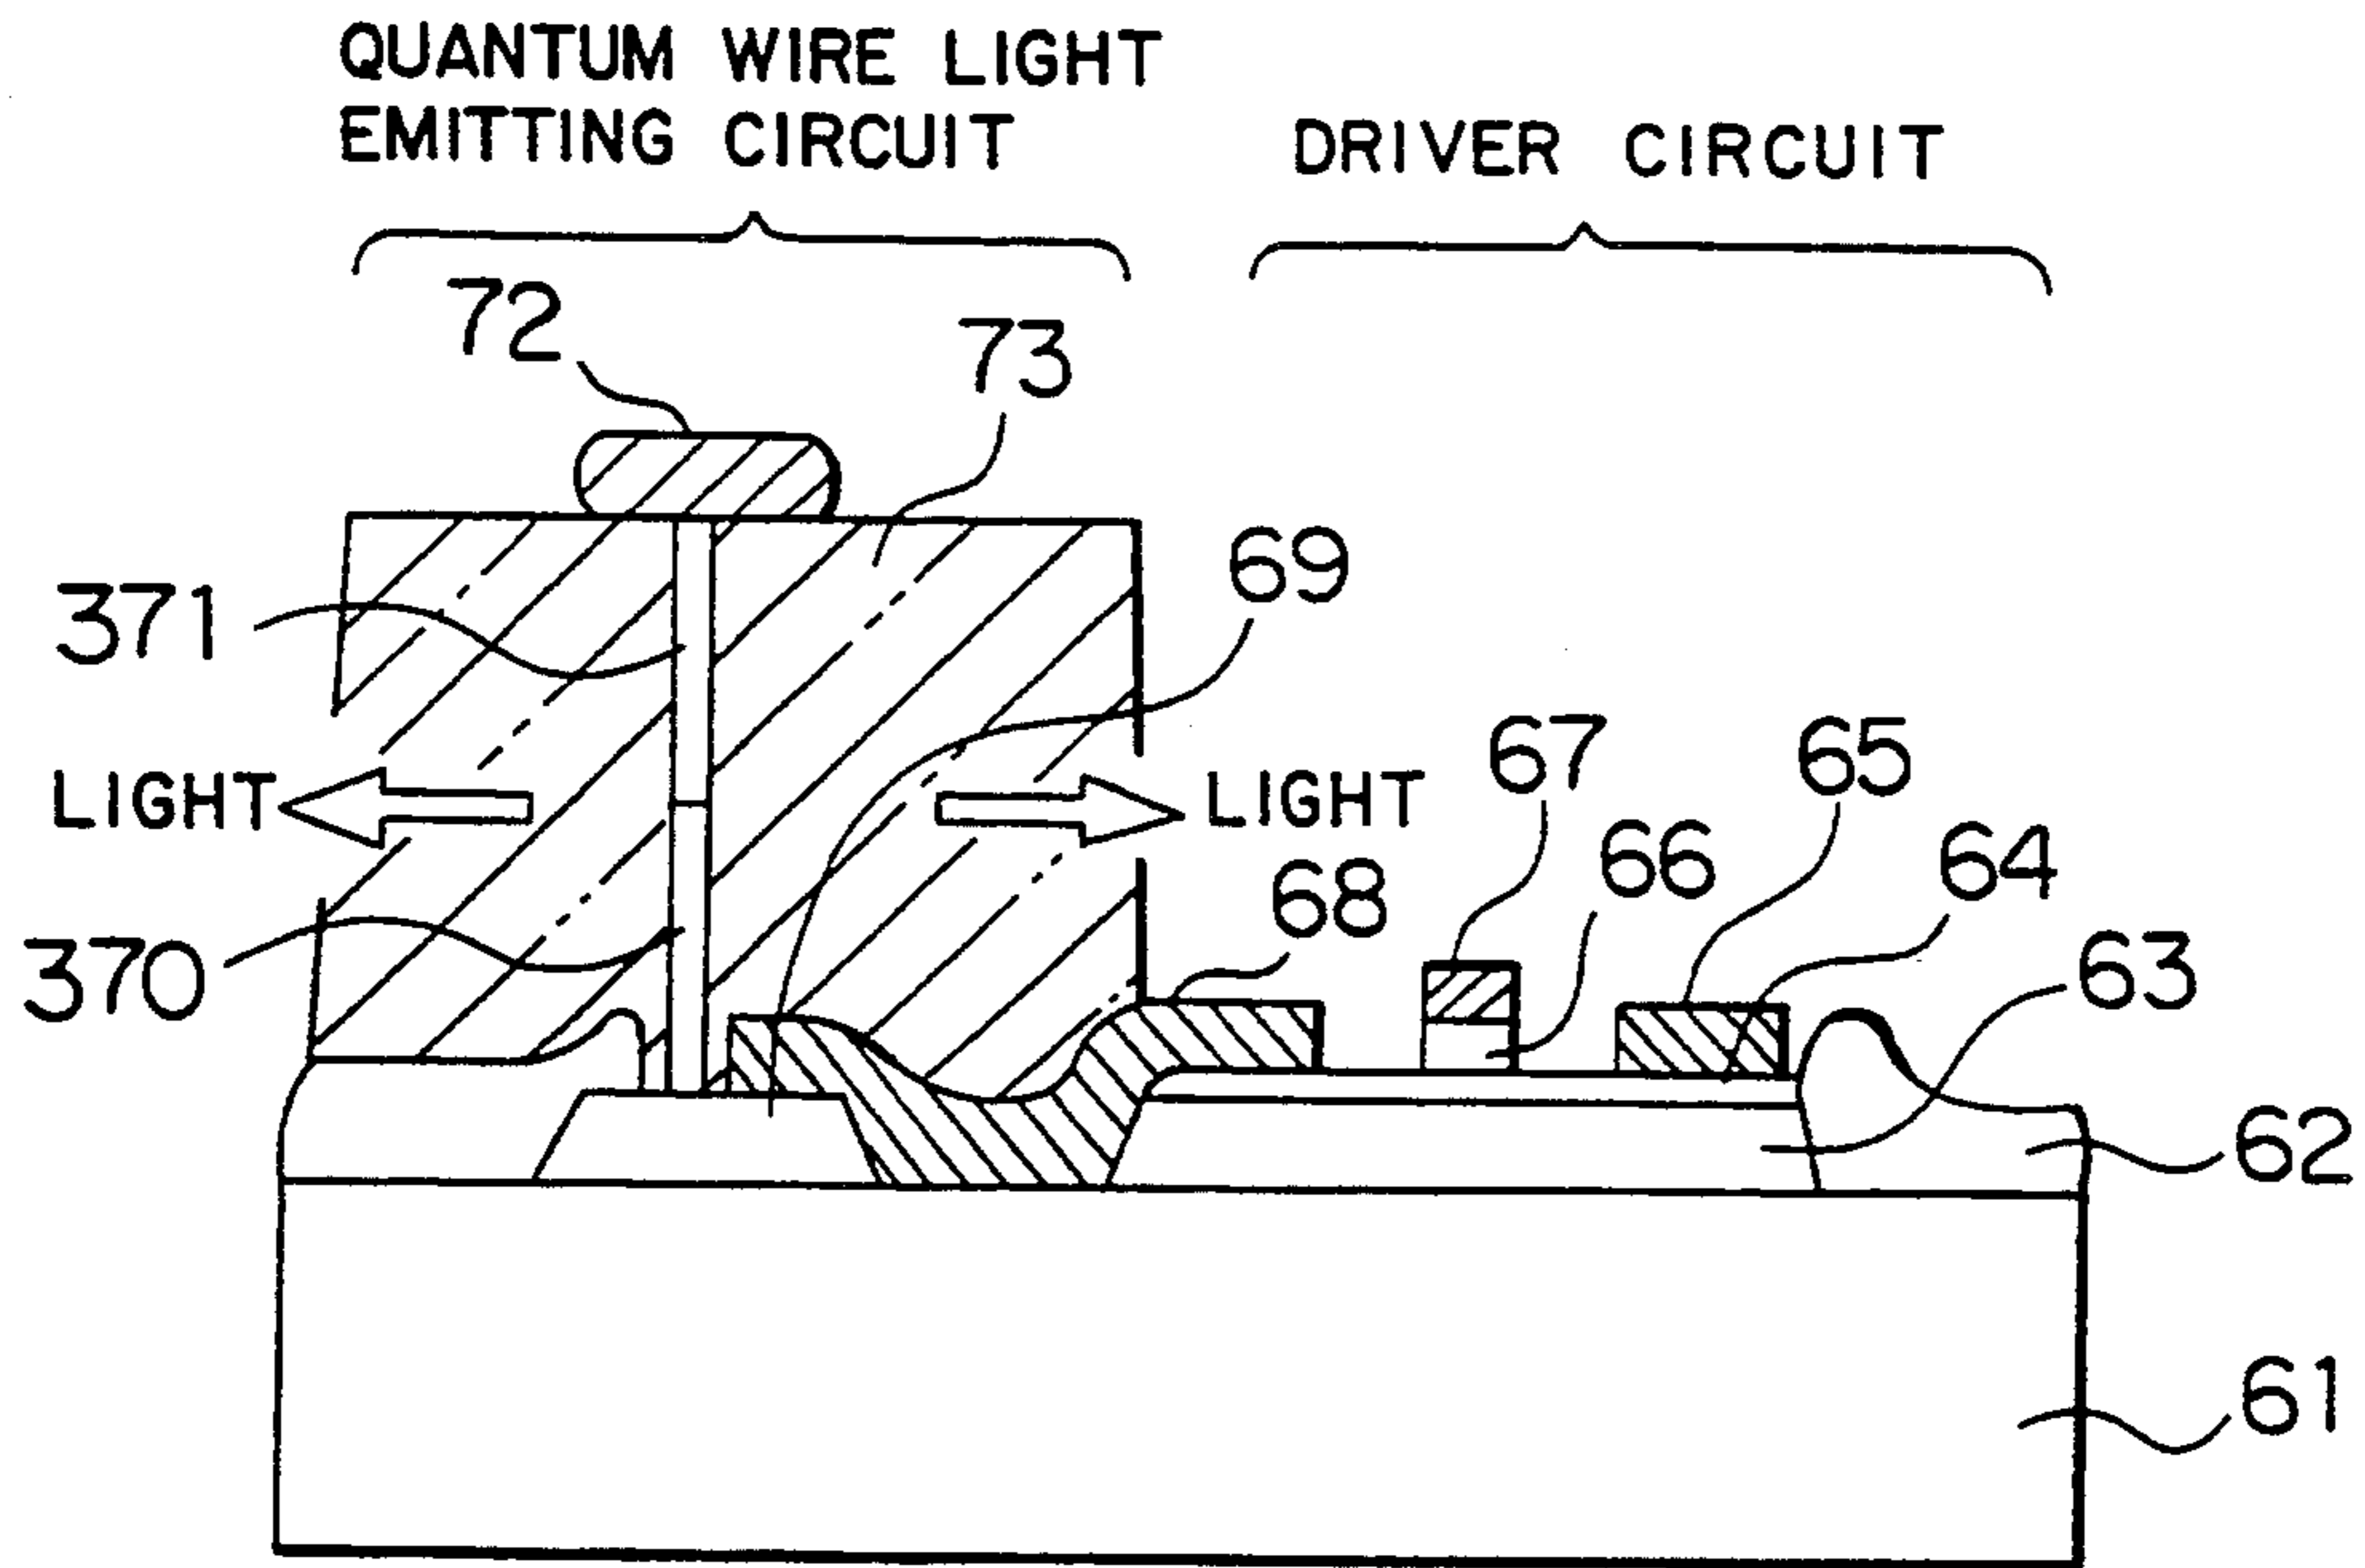 QUANTUM WIRE LIGHT
EMITTING CIRCUIT
DRIVER CIRCUIT
72
73
69
371
67
65
LIGHT
LIGHT
66
64
68
63
370
62
61